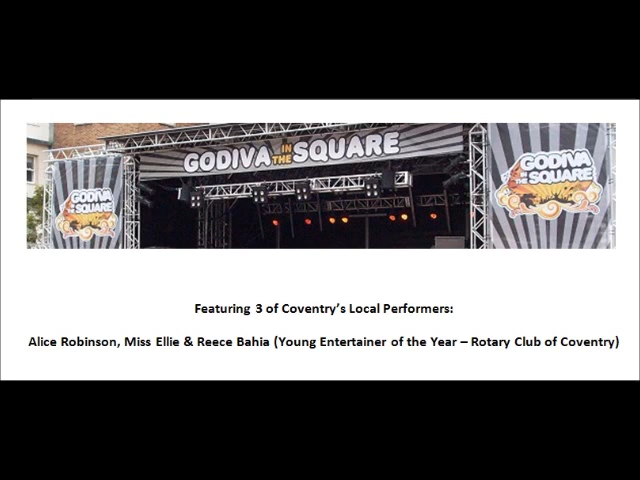 GODIVA IN THE SQUARE
GODIVA
IN THE
SQUARE
GODIVA
IN THE
SQUARE
Featuring 3 of Coventry’s Local Performers:
Alice Robinson, Miss Ellie & Reece Bahia (Young Entertainer of the Year – Rotary Club of Coventry)